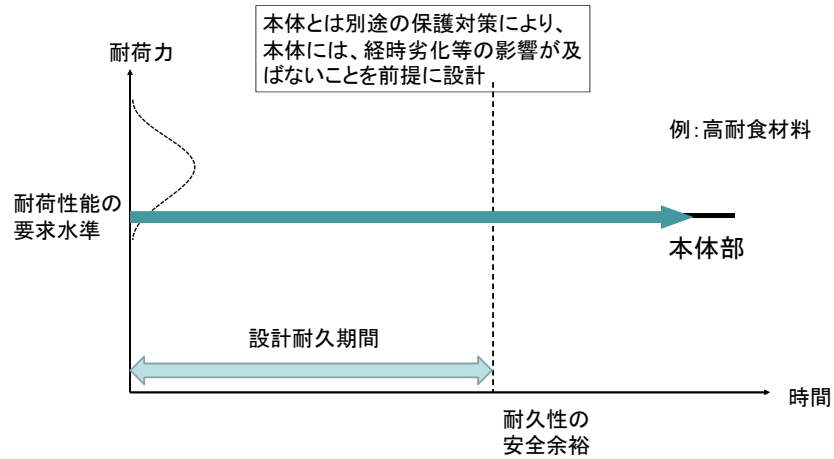 本体とは別途の保護対策により、
本体には、経時劣化等の影響が及
ばないことを前提に設計
耐荷力
例：高耐食材料
耐荷性能の
要求水準
本体部
設計耐久期間
時間
耐久性の
安全余裕